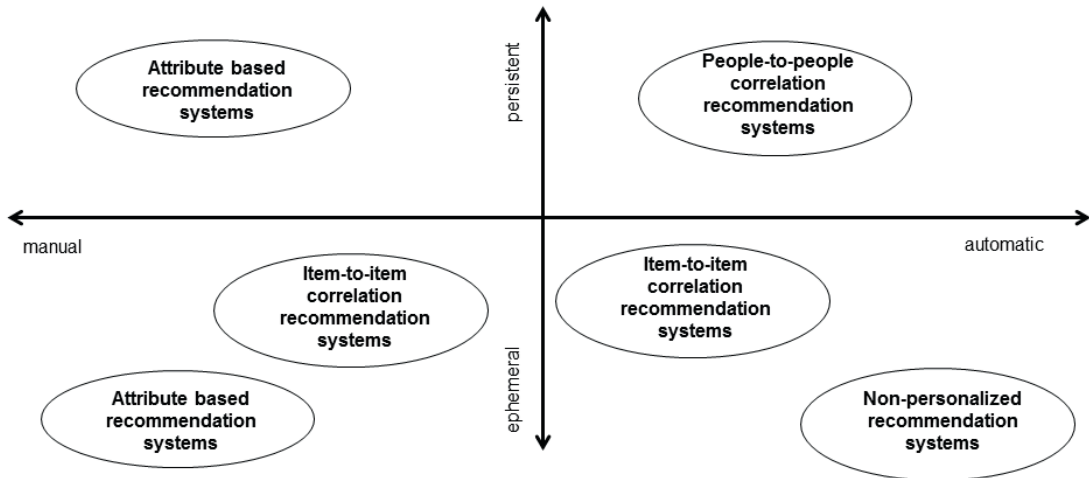 Attribute based
recommendation
systems
persistent
People-to-people
correlation
recommendation
systems
manual
automatic
Item-to-item
correlation
recommendation
systems
Item-to-item
correlation
recommendation
systems
Attribute based
recommendation
systems
ephemeral
Non-personalized
recommendation
systems